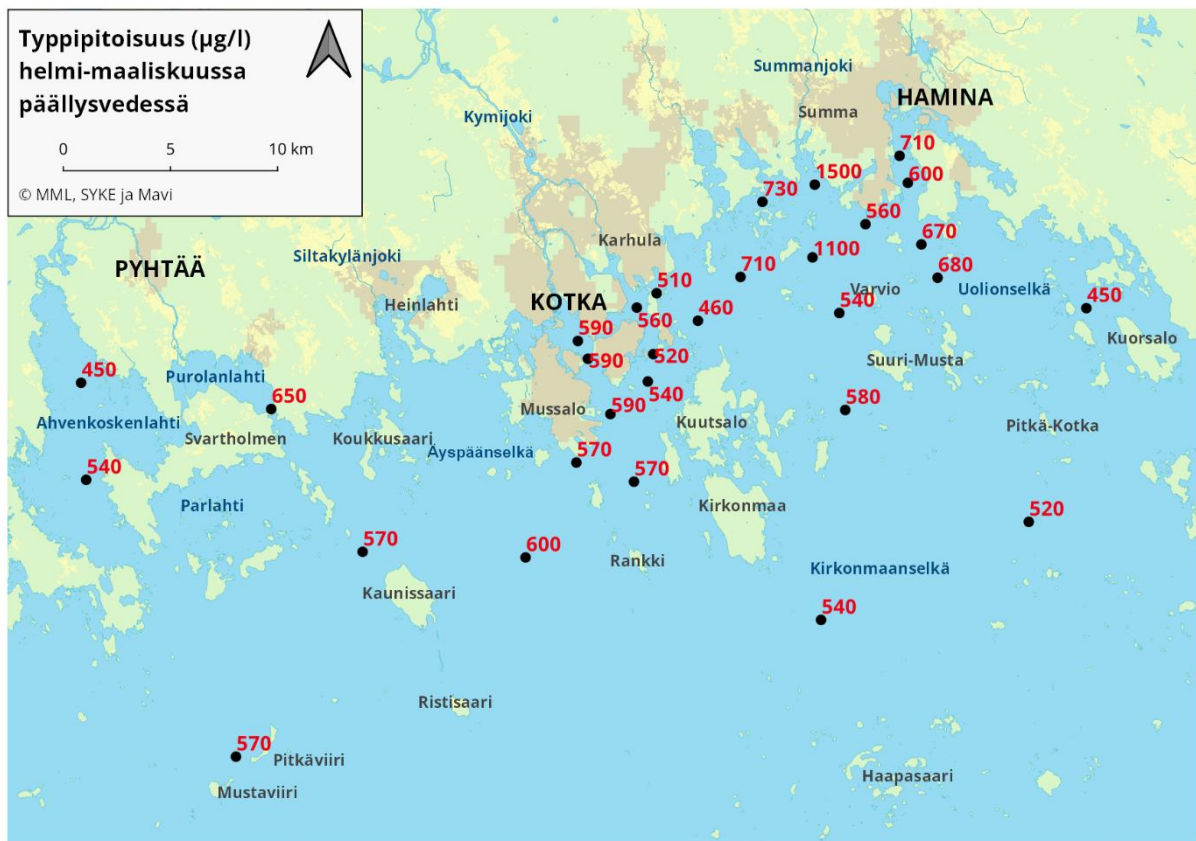 Typpipitoisuus (µg/l)
helmi-maaliskuussa
päällysvedessä
0 5 10 km
© MML, SYKE ja Mavi
Summanjoki
HAMINA
Summa
Kymijoki
710
1500
600
730
560
Karhula
670
Siltakylänjoki
1100
PYHTÄÄ
710
680
Varvio
Uolionselkä
510
Heinlahti
KOTKA
540
450
560
460
590
Kuorsalo
520
590
Suuri-Musta
450
Purolanlahti
540
650
580
Mussalo
590
Ahvenkoskenlahti
Kuutsalo
Pitkä-Kotka
Svartholmen
Koukkusaari
Äyspäänselkä
570
540
570
Parlahti
Kirkonmaa
520
570
600
Rankki
Kirkonmaanselkä
Kaunissaari
540
Ristisaari
570
Pitkäviiri
Haapasaari
Mustaviiri